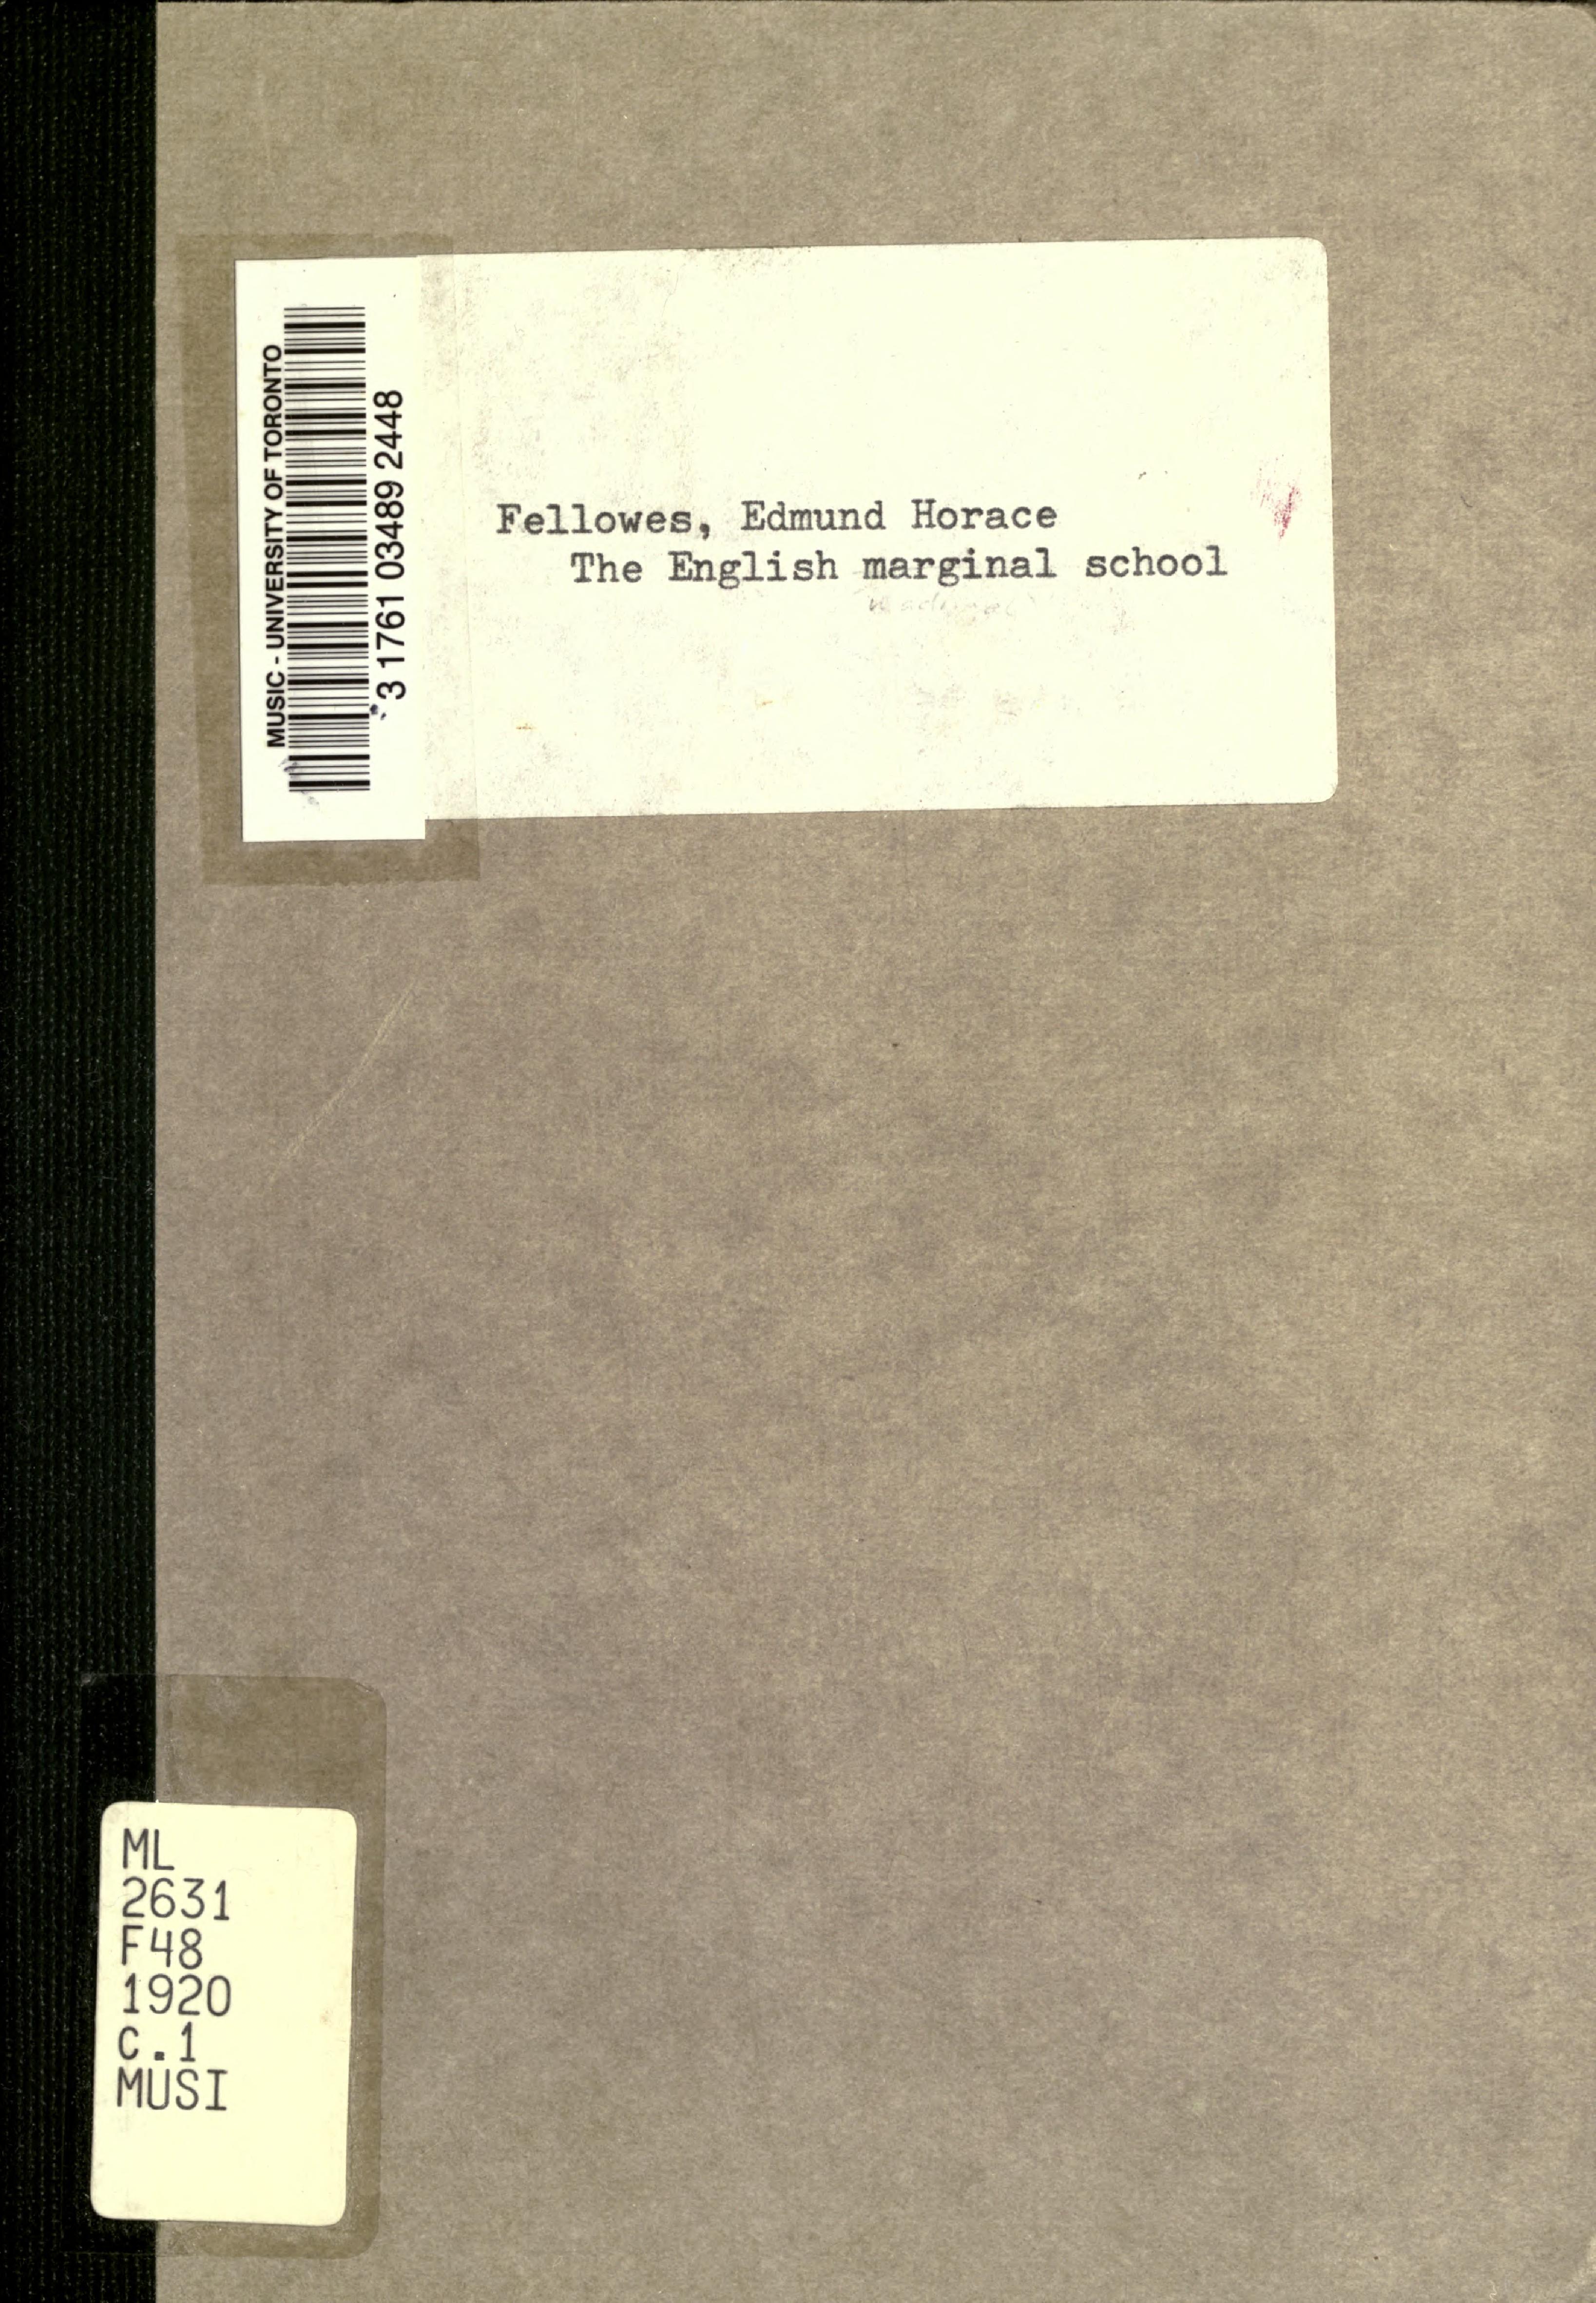 MUSIC - UNIVERSITY OF TORONTO
3 1761 03489 2448
Fellowes, Edmund Horace
The English marginal school
ML
2631
F48
1920
C.1
MUSI